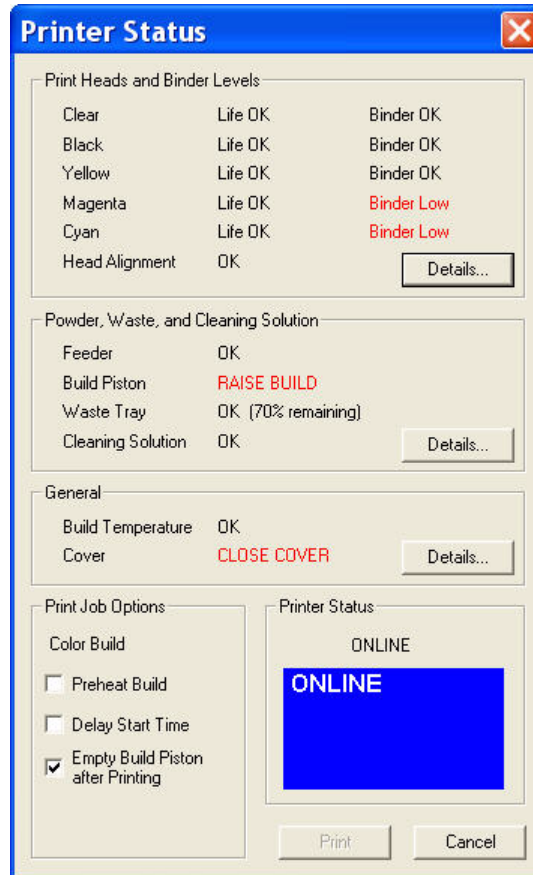 Printer Status
Print Heads and Binder Levels
Clear Life OK Binder OK
Black Life OK Binder OK
Yellow Life OK Binder OK
Magenta Life OK Binder Low
Cyan Life OK Binder Low
Head Alignment OK Details...
Powder, Waste, and Cleaning Solution
Feeder OK
Build Piston RAISE BUILD
Waste Tray OK (70% remaining)
Cleaning Solution OK Details...
General
Build Temperature OK
Cover CLOSE COVER Details...
Print Job Options
Color Build
Preheat Build
Delay Start Time
Empty Build Piston
after Printing
Printer Status
ONLINE
ONLINE
Print Cancel